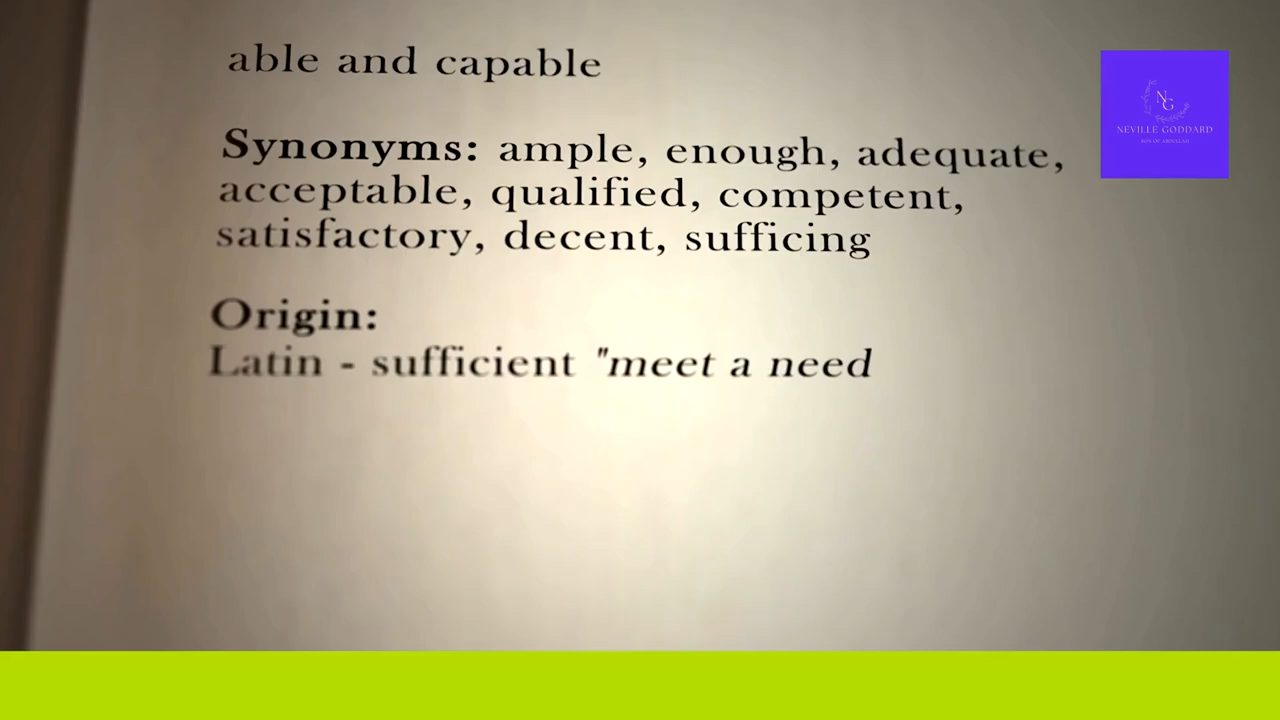 able and capable
Synonyms: ample, enough, adequate,
acceptable, qualified, competent,
satisfactory, decent, sufficing
Origin:
Latin - sufficient "meet a need
NG
NEVILLE GODDARD